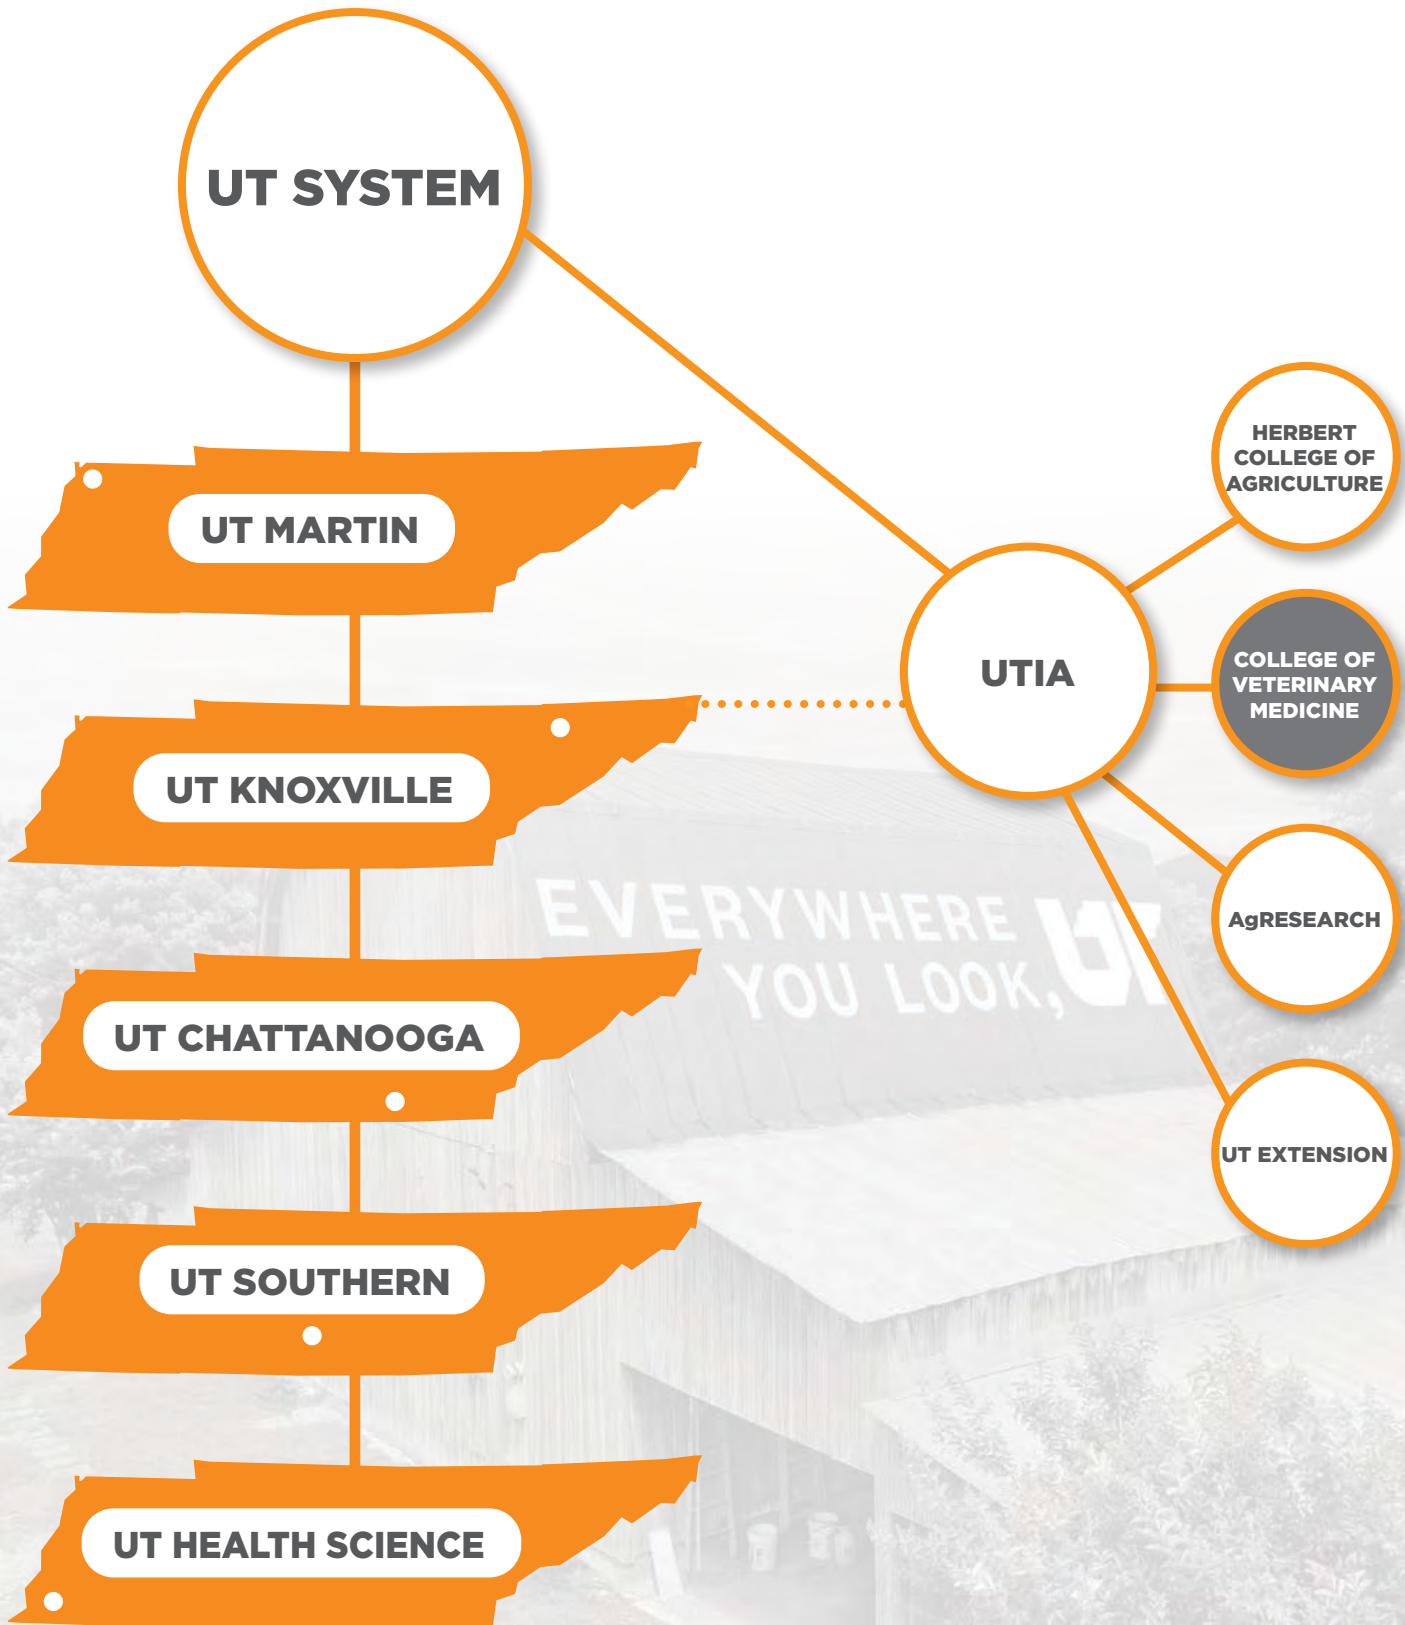 UT SYSTEM
UT MARTIN
UT KNOXVILLE
UT CHATTANOOGA
UT SOUTHERN
UT HEALTH SCIENCE
UTIA
HERBERT
COLLEGE OF
AGRICULTURE
COLLEGE OF
VETERINARY
MEDICINE
AgRESEARCH
UT EXTENSION
EVERYWHERE
YOU LOOK, UT